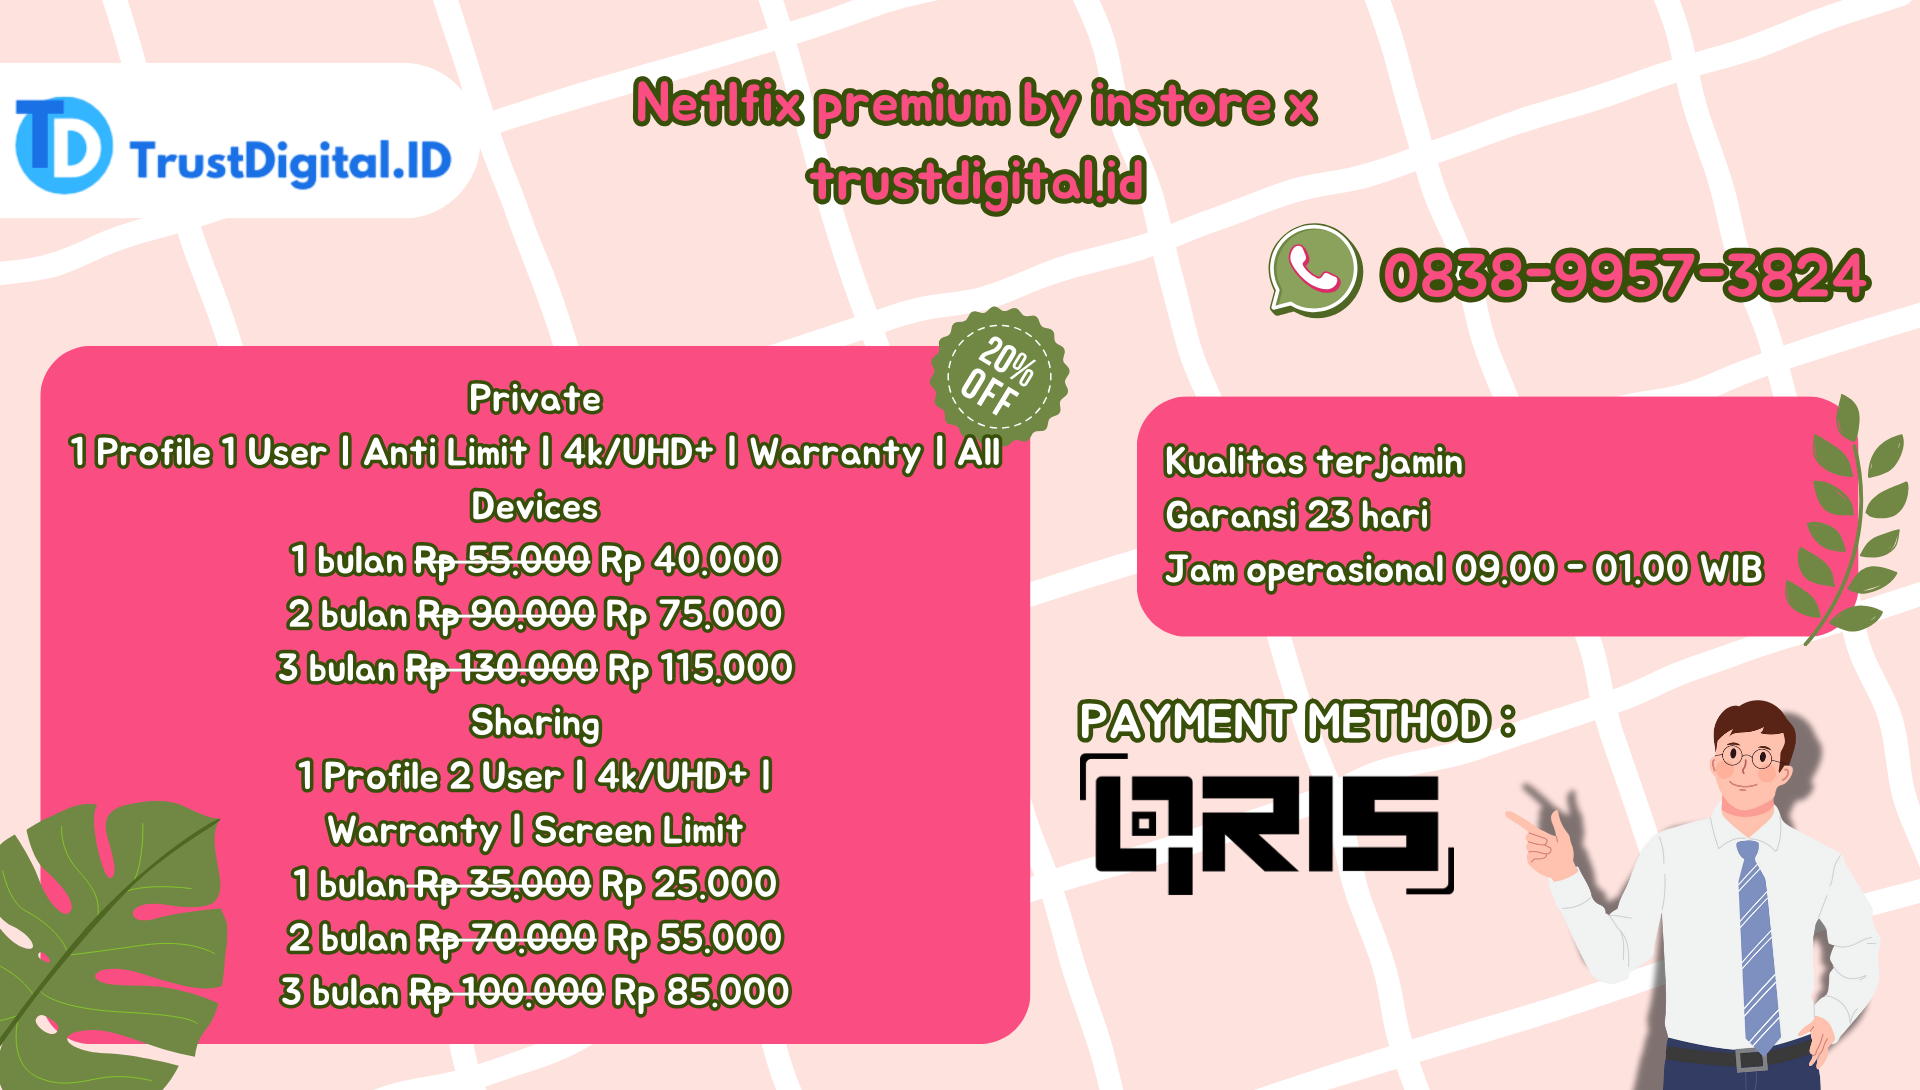 TD TrustDigital.ID
Netlfix premium by instore x
trustdigital.id
0838-9957-3824
20%
OFF
Private
1 Profile 1 User | Anti Limit | 4k/UHD+ | Warranty | All
Devices
1 bulan Rp 55.000 Rp 40.000
2 bulan Rp 90.000 Rp 75.000
3 bulan Rp 130.000 Rp 115.000
Sharing
1 Profile 2 User | 4k/UHD+ |
Warranty | Screen Limit
1 bulan Rp 35.000 Rp 25.000
2 bulan Rp 70.000 Rp 55.000
3 bulan Rp 100.000 Rp 85.000
Kualitas terjamin
Garansi 23 hari
Jam operasional 09.00 - 01.00 WIB
PAYMENT METHOD :
QRIS